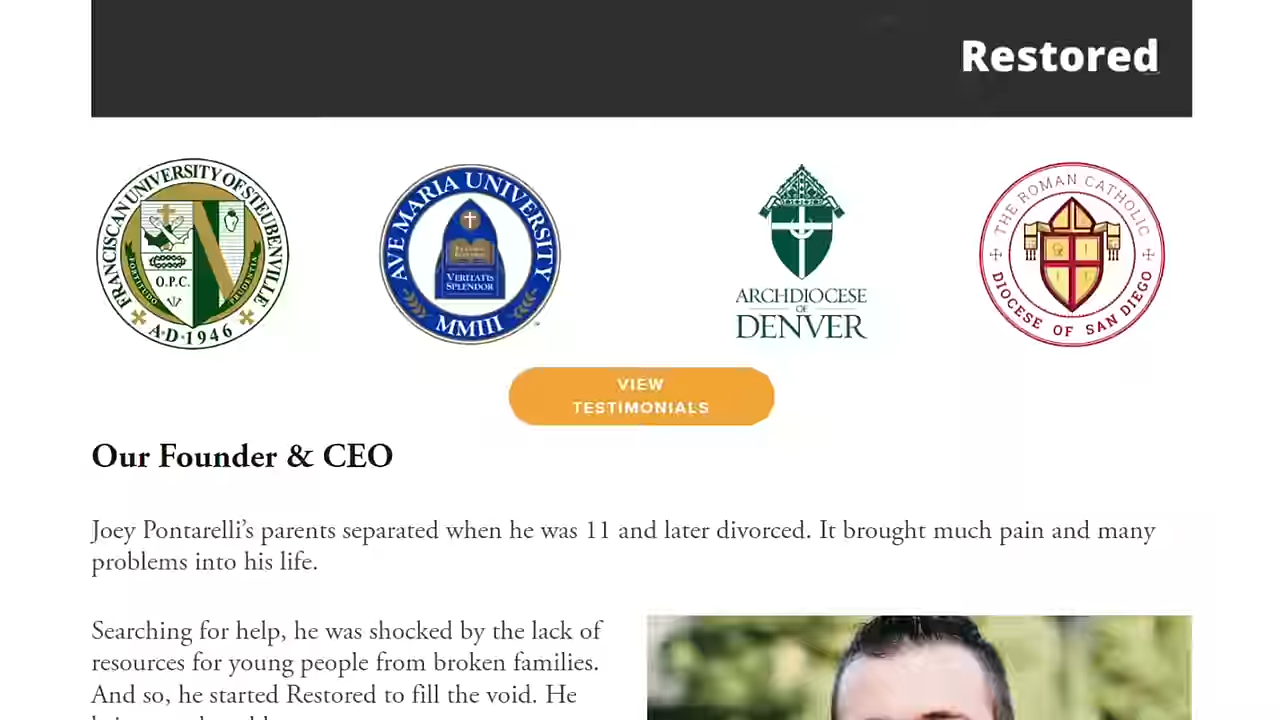 Restored
FRANCISCAN UNIVERSITY OF STEUBENVILLE
FORTITUDO
O.P.C.
PRUDENTIA
A·D·1946
AVE MARIA UNIVERSITY
VERITATIS
SPLENDOR
MMIII
ARCHDIOCESE
OF
DENVER
THE ROMAN CATHOLIC
DIOCESE OF SAN DIEGO
VIEW
TESTIMONIALS
Our Founder & CEO
Joey Pontarelli’s parents separated when he was 11 and later divorced. It brought much pain and many
problems into his life.
Searching for help, he was shocked by the lack of
resources for young people from broken families.
And so, he started Restored to fill the void. He